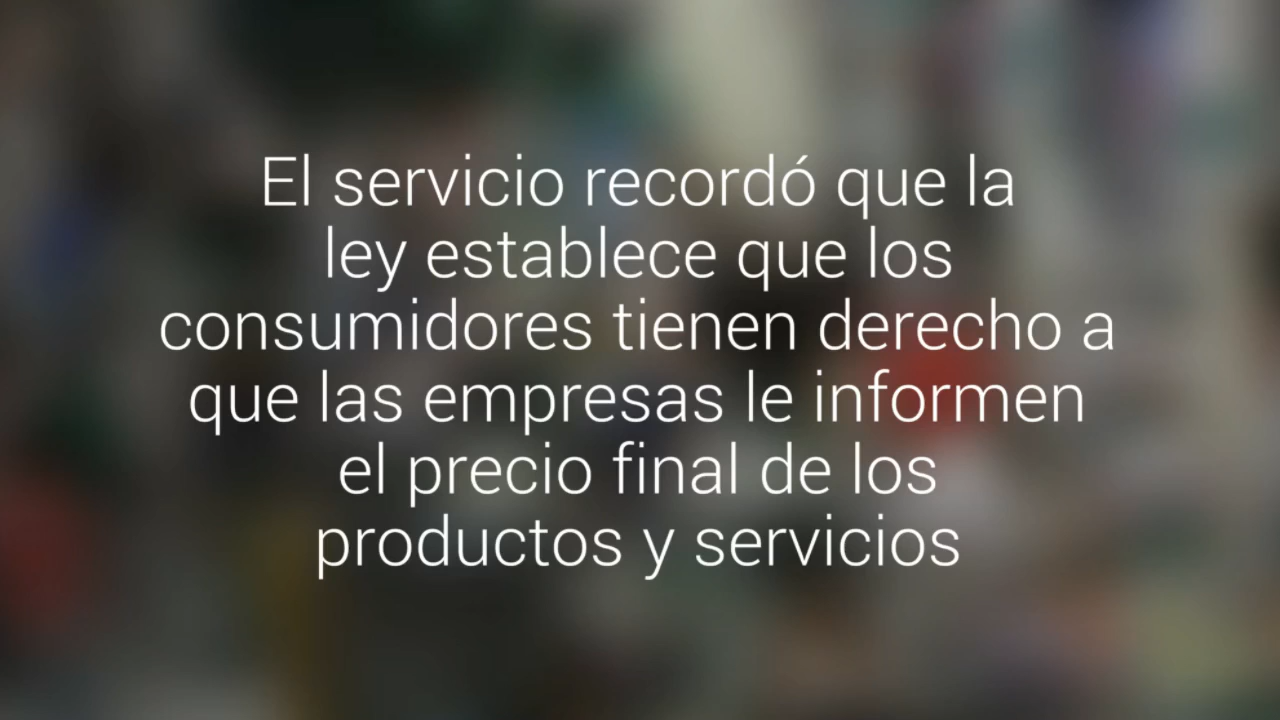 El servicio recordó que la
ley establece que los
consumidores tienen derecho a
que las empresas le informen
el precio final de los
productos y servicios